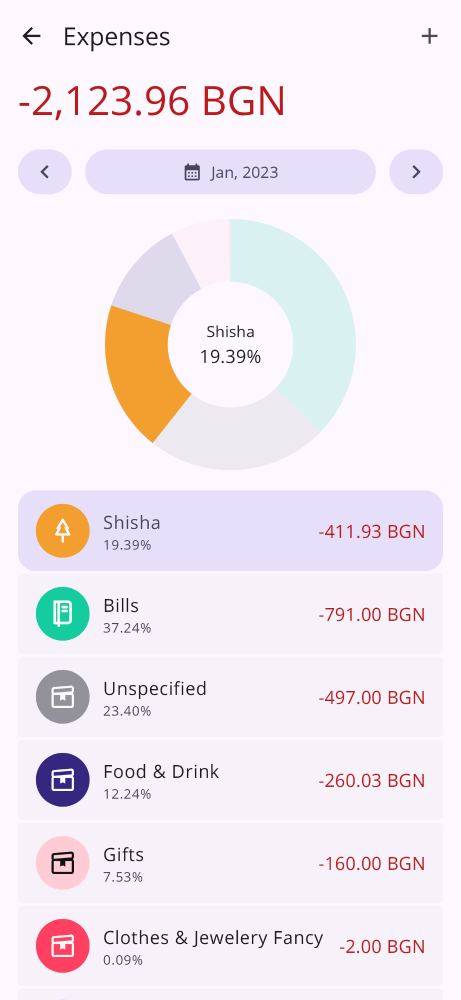 Expenses
-2,123.96 BGN
Jan, 2023
Shisha
19.39%
Shisha
19.39%
-411.93 BGN
Bills
37.24%
-791.00 BGN
Unspecified
23.40%
-497.00 BGN
Food & Drink
12.24%
-260.03 BGN
Gifts
7.53%
-160.00 BGN
Clothes & Jewelery Fancy
0.09%
-2.00 BGN